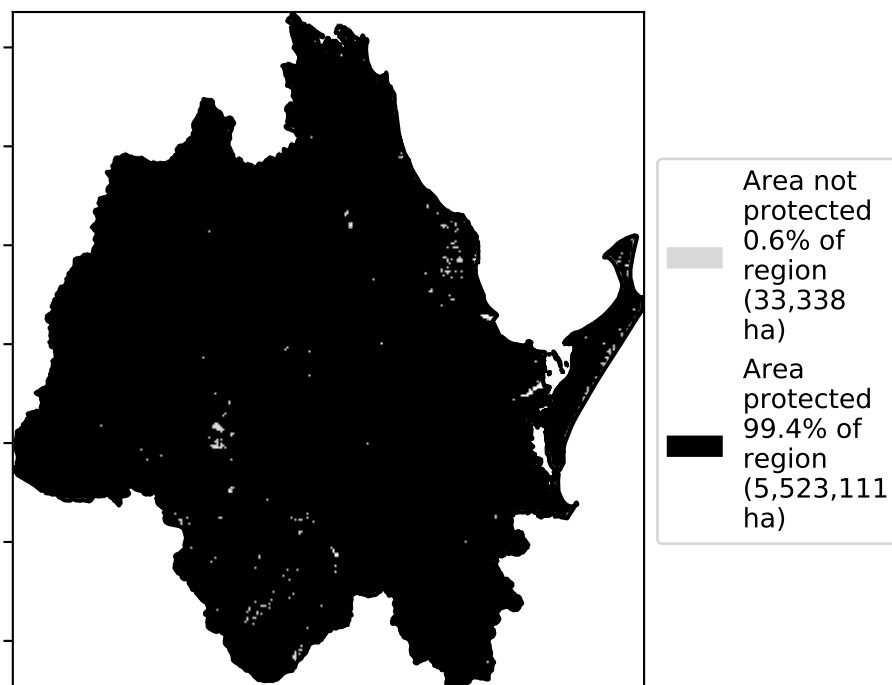 Area not
protected
0.6% of
region
(33,338
ha)
Area
protected
99.4% of
region
(5,523,111
ha)